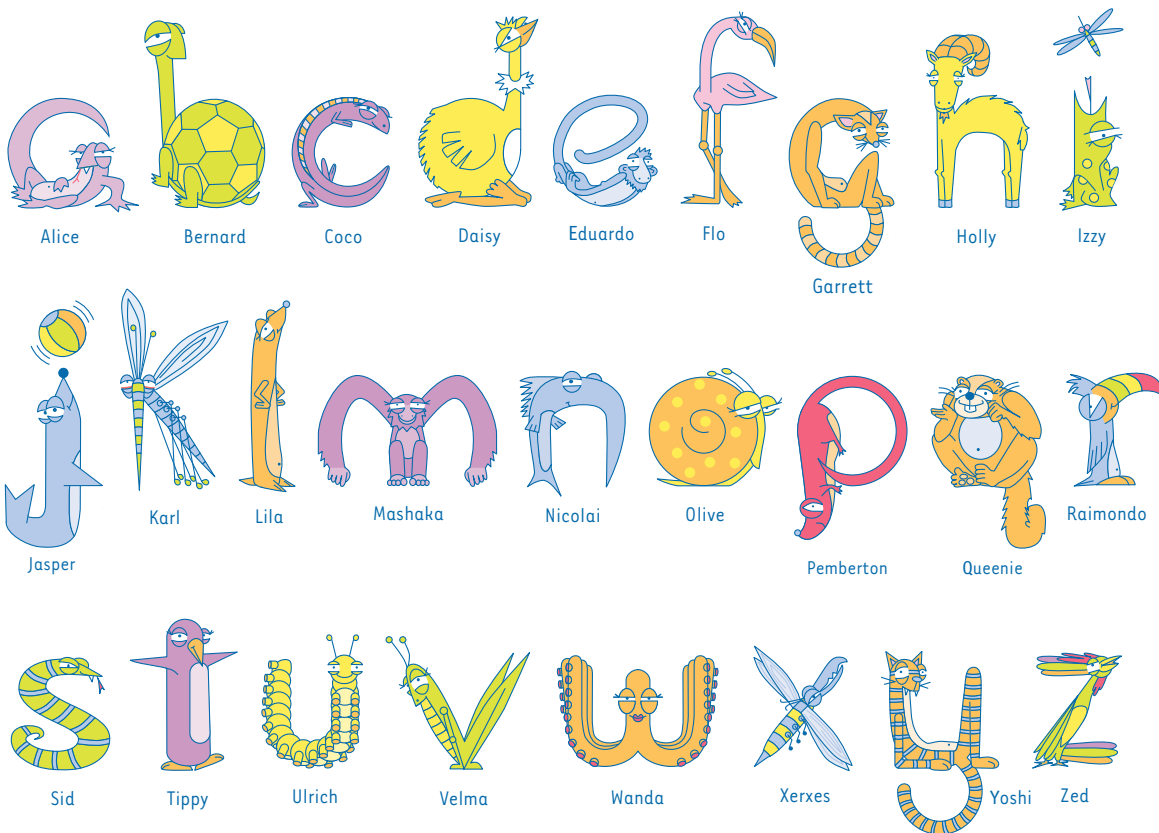 Alice Bernard Coco Daisy Eduardo Flo Garrett Holly Izzy
Jasper Karl Lila Mashaka Nicolai Olive Pemberton Queenie Raimondo
Sid Tippy Ulrich Velma Wanda Xerxes Yoshi Zed